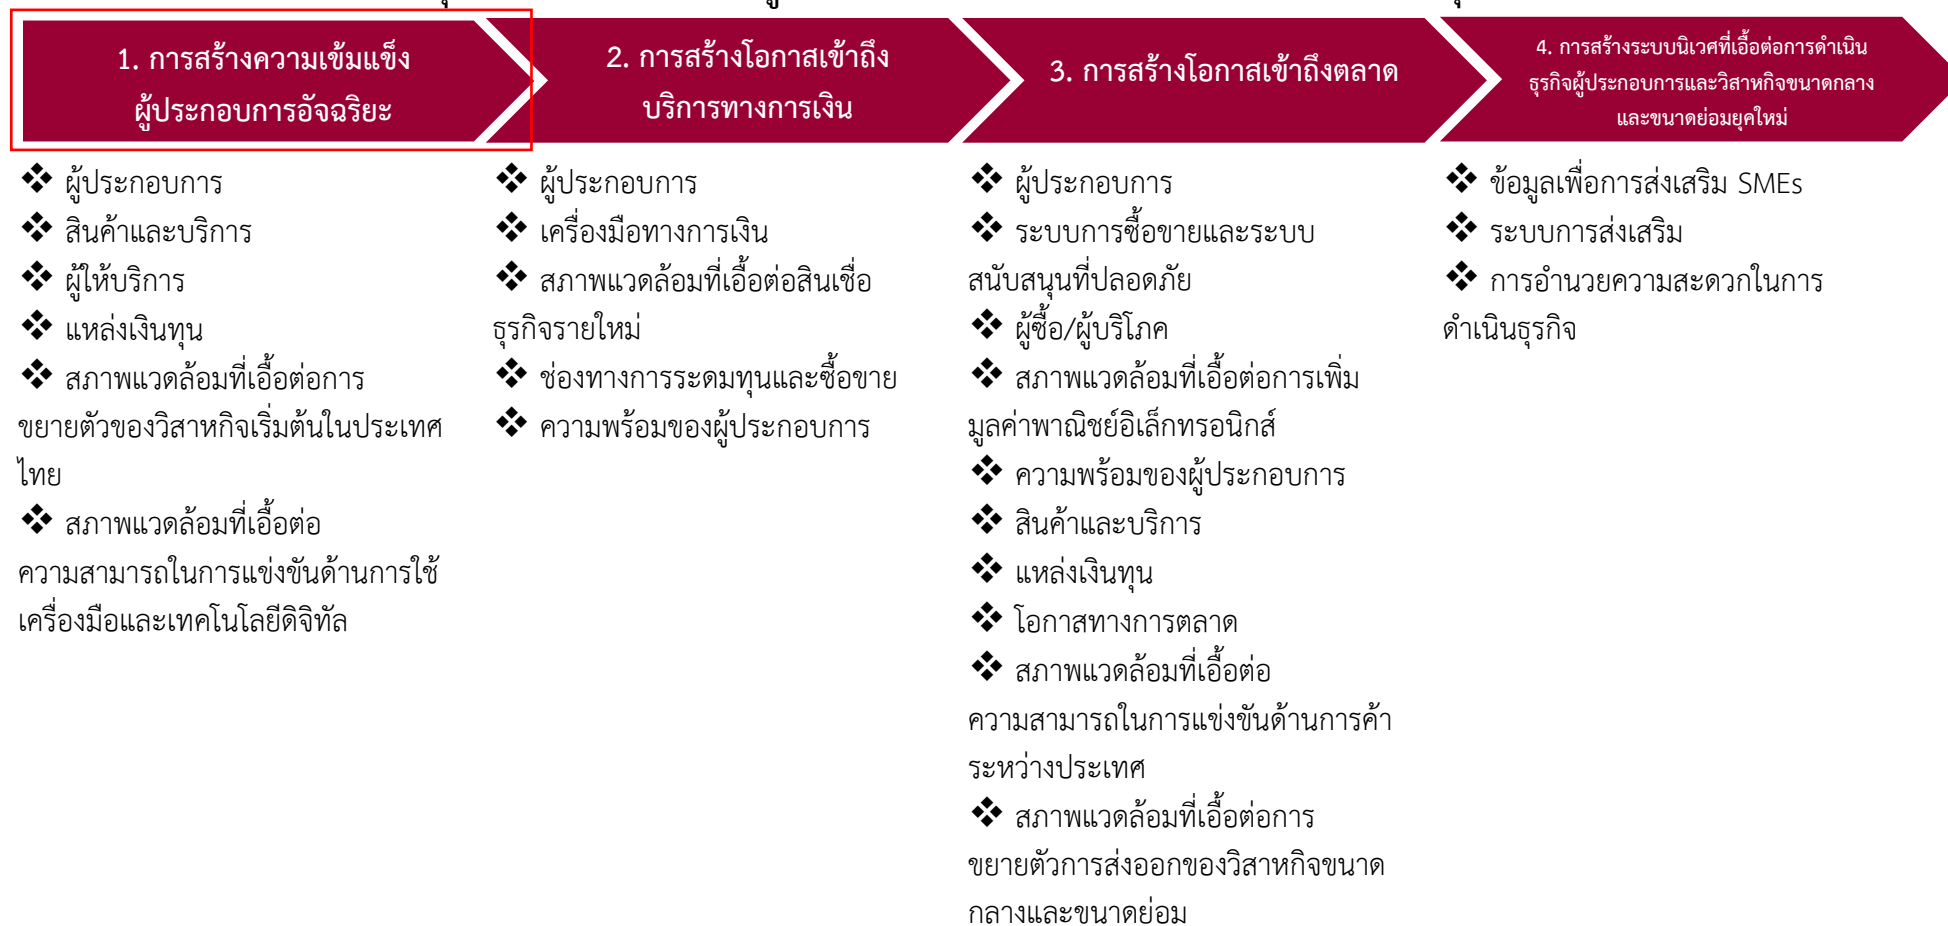 1. การสร้างความเข้มแข็ง
ผู้ประกอบการอัจฉริยะ
2. การสร้างโอกาสเข้าถึง
บริการทางการเงิน
3. การสร้างโอกาสเข้าถึงตลาด
4. การสร้างระบบนิเวศที่เอื้อต่อการดำเนิน
ธุรกิจผู้ประกอบการและวิสาหกิจขนาดกลาง
และขนาดย่อมยุคใหม่
❖ ผู้ประกอบการ
❖ สินค้าและบริการ
❖ ผู้ให้บริการ
❖ แหล่งเงินทุน
❖ สภาพแวดล้อมที่เอื้อต่อการ
ขยายตัวของวิสาหกิจเริ่มต้นในประเทศ
ไทย
❖ สภาพแวดล้อมที่เอื้อต่อ
ความสามารถในการแข่งขันด้านการใช้
เครื่องมือและเทคโนโลยีดิจิทัล
❖ ผู้ประกอบการ
❖ เครื่องมือทางการเงิน
❖ สภาพแวดล้อมที่เอื้อต่อสินเชื่อ
ธุรกิจรายใหม่
❖ ช่องทางการระดมทุนและซื้อขาย
❖ ความพร้อมของผู้ประกอบการ
❖ ผู้ประกอบการ
❖ ระบบการซื้อขายและระบบ
สนับสนุนที่ปลอดภัย
❖ ผู้ซื้อ/ผู้บริโภค
❖ สภาพแวดล้อมที่เอื้อต่อการเพิ่ม
มูลค่าพาณิชย์อิเล็กทรอนิกส์
❖ ความพร้อมของผู้ประกอบการ
❖ สินค้าและบริการ
❖ แหล่งเงินทุน
❖ โอกาสทางการตลาด
❖ สภาพแวดล้อมที่เอื้อต่อ
ความสามารถในการแข่งขันด้านการค้า
ระหว่างประเทศ
❖ สภาพแวดล้อมที่เอื้อต่อการ
ขยายตัวการส่งออกของวิสาหกิจขนาด
กลางและขนาดย่อม
❖ ข้อมูลเพื่อการส่งเสริม SMEs
❖ ระบบการส่งเสริม
❖ การอำนวยความสะดวกในการ
ดำเนินธุรกิจ